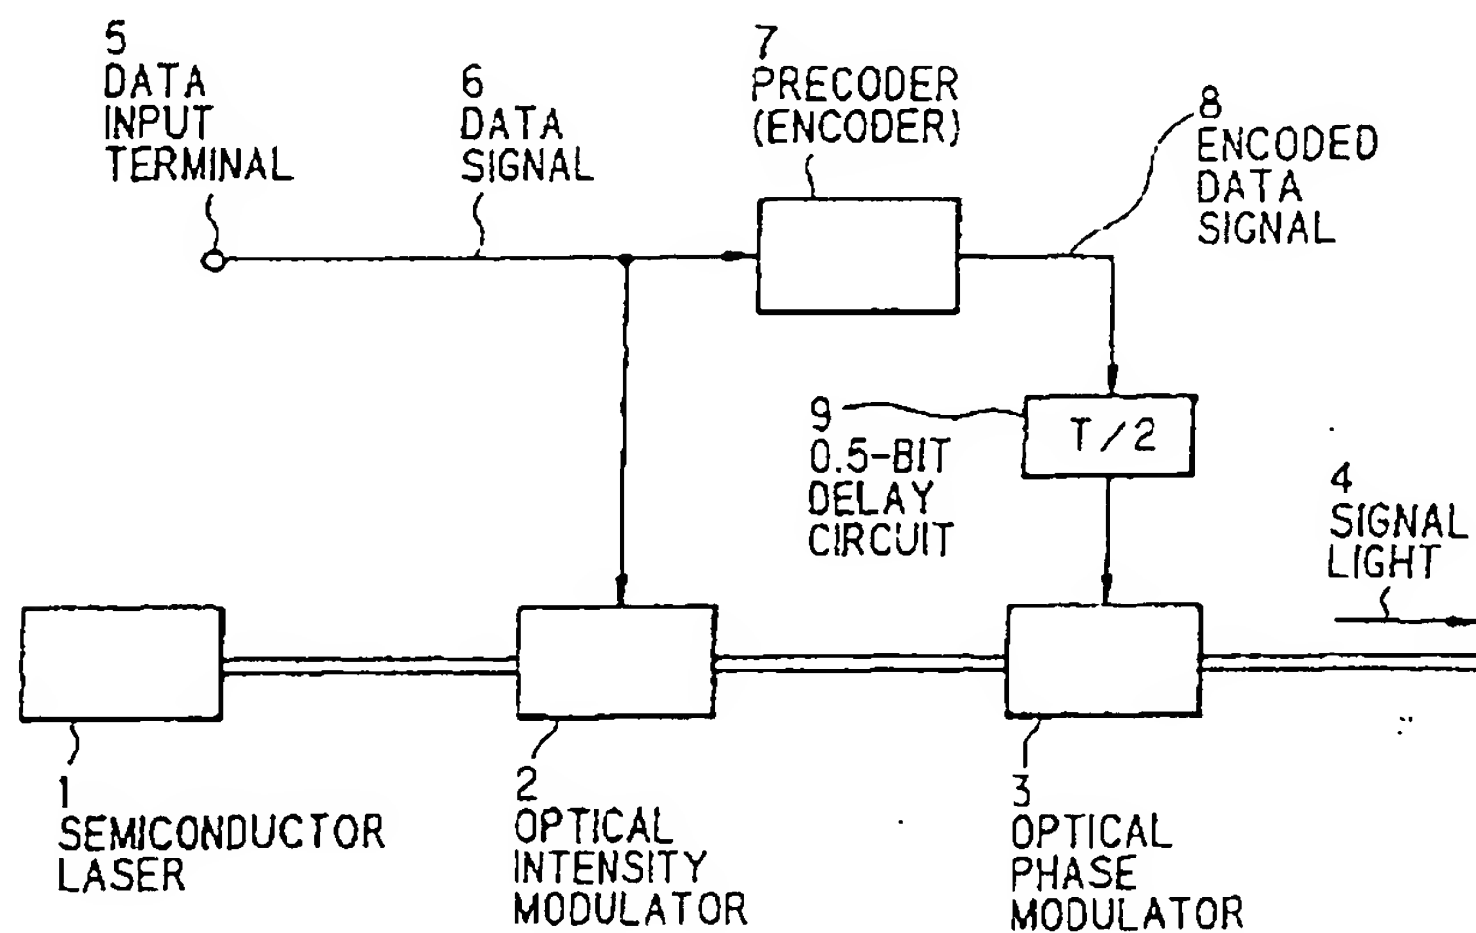 5
DATA
INPUT
TERMINAL
6
DATA
SIGNAL
7
PRECODER
(ENCODER)
8
ENCODED
DATA
SIGNAL
9
0.5-BIT
DELAY
CIRCUIT
T/2
4
SIGNAL
LIGHT
1
SEMICONDUCTOR
LASER
2
OPTICAL
INTENSITY
MODULATOR
3
OPTICAL
PHASE
MODULATOR